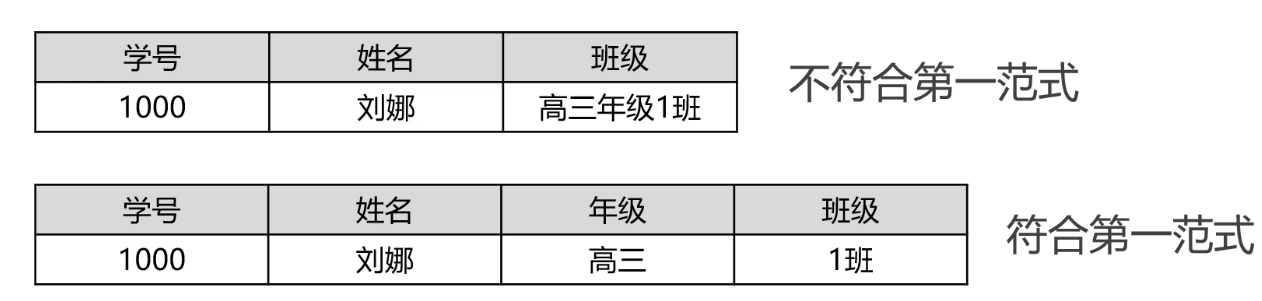 学号 姓名 班级
1000 刘娜 高三年级1班
不符合第一范式
学号 姓名 年级 班级
1000 刘娜 高三 1班
符合第一范式